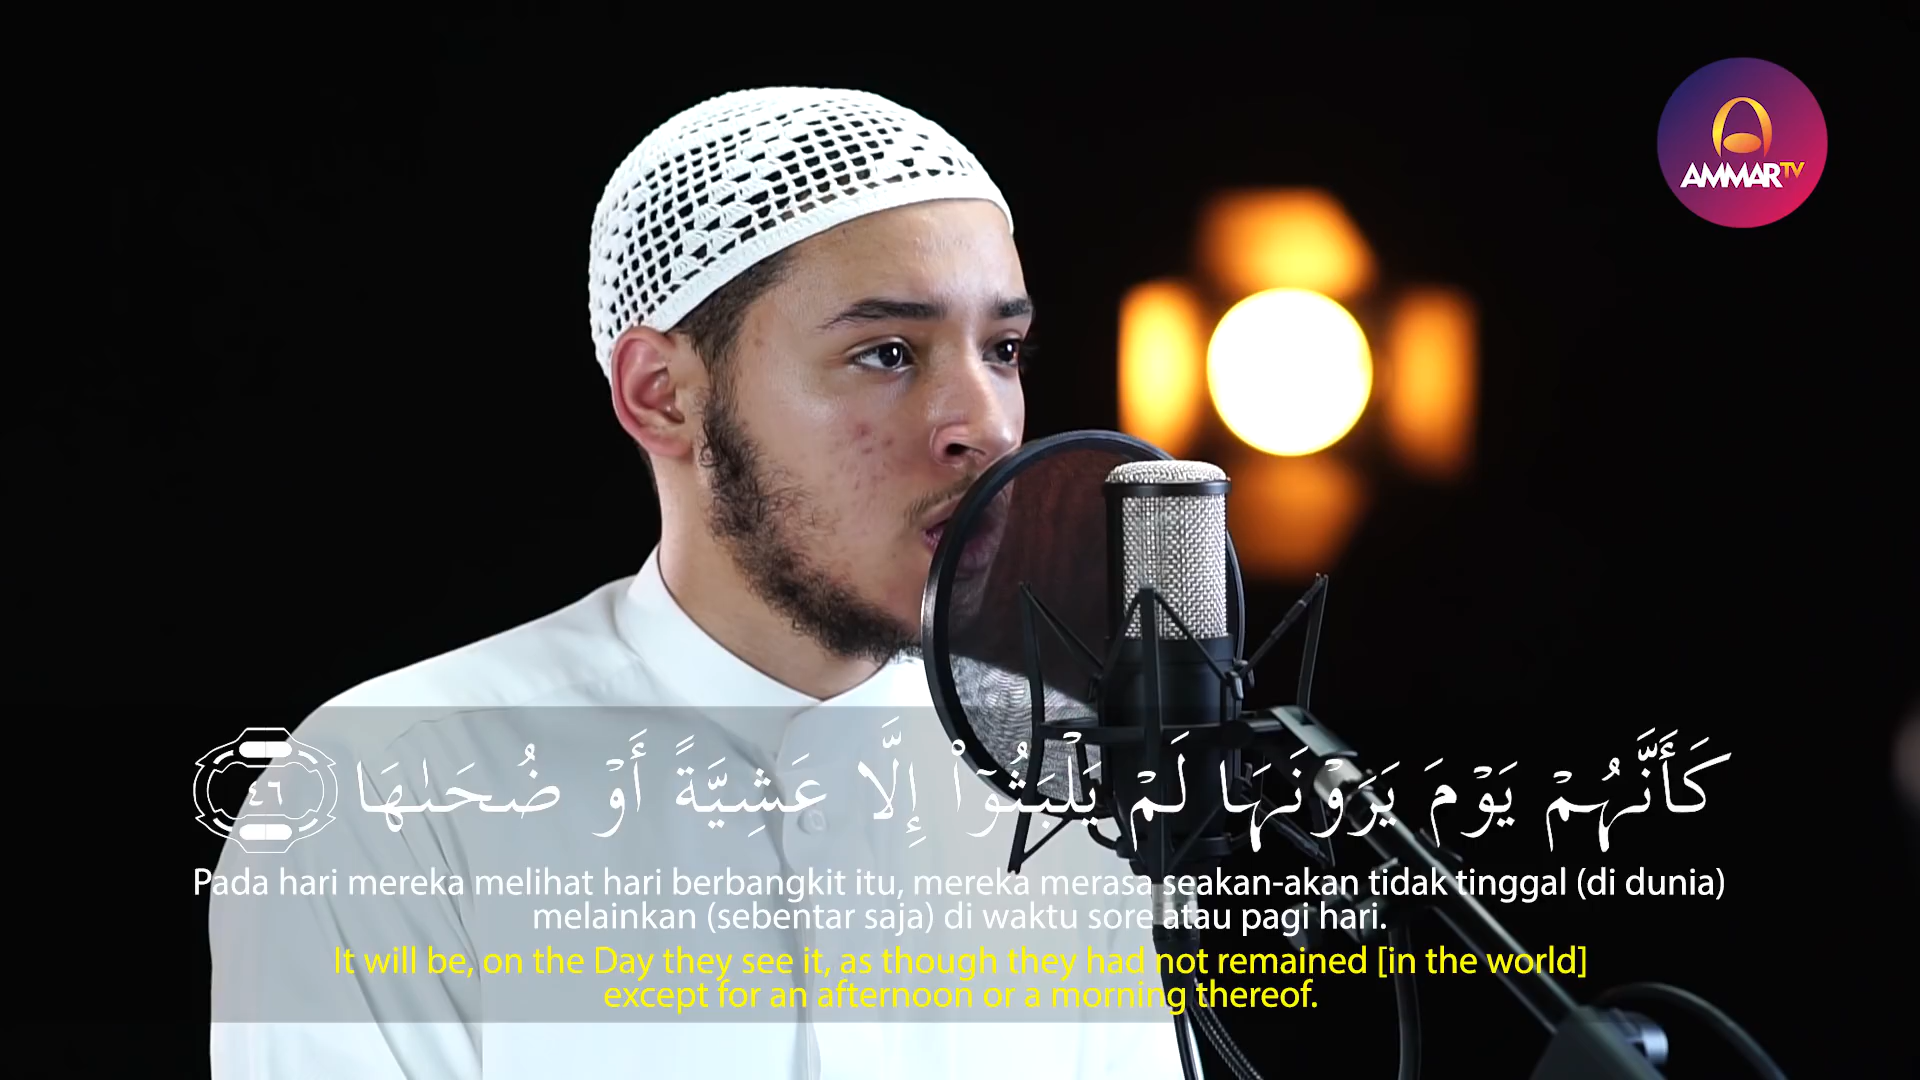 AMMARTV
كَأَنَّهُمْ يَوْمَ يَرَوْنَهَا لَمْ يَلْبَثُوٓا۟ إِلَّا عَشِيَّةً أَوْ ضُحَىٰهَا ٤٦
Pada hari mereka melihat hari berbangkit itu, mereka merasa seakan-akan tidak tinggal (di dunia)
melainkan (sebentar saja) di waktu sore atau pagi hari.
It will be, on the Day they see it, as though they had not remained [in the world]
except for an afternoon or a morning thereof.